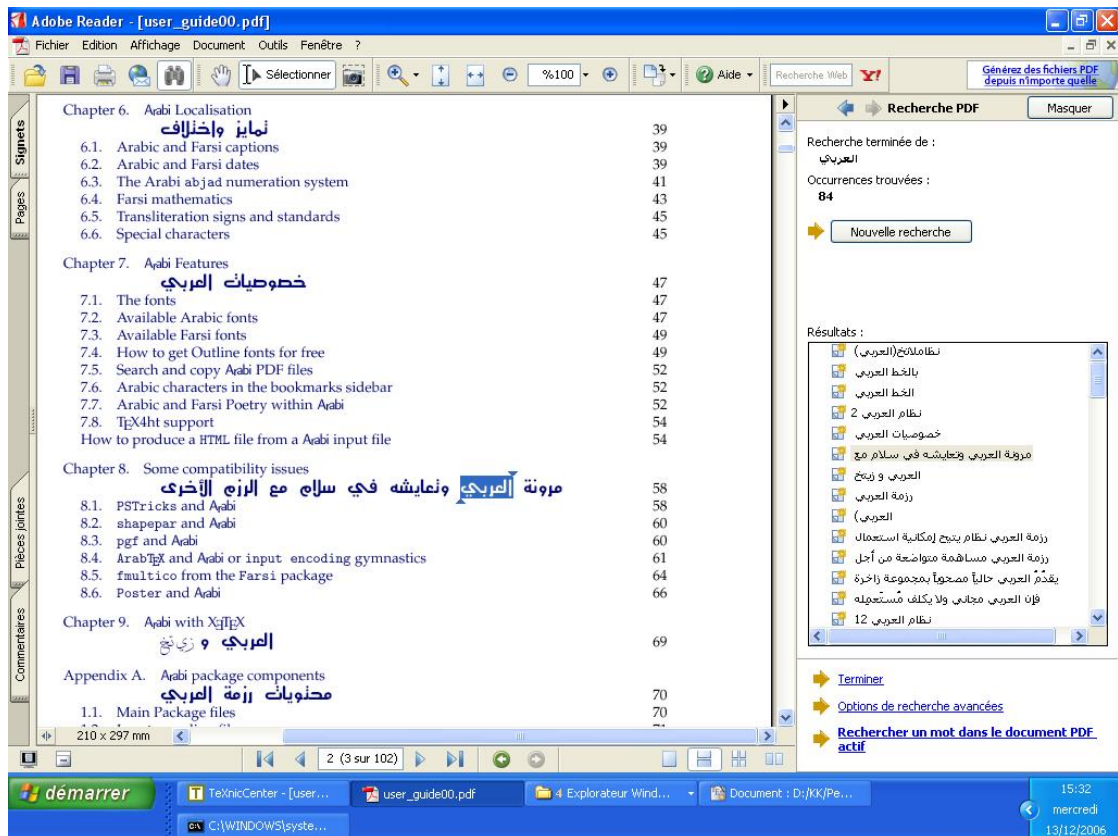 Adobe Reader - [user_guide00.pdf]
Fichier Edition Affichage Document Outils Fenêtre ?
Sélectionner %100 Aide Recherche Web Y! Générez des fichiers PDF depuis n'importe quelle
Signets
Pages
Pièces jointes
Commentaires
Chapter 6. Arabi Localisation
تمايز واختلاف 39
6.1. Arabic and Farsi captions 39
6.2. Arabic and Farsi dates 39
6.3. The Arabi abjad numeration system 41
6.4. Farsi mathematics 43
6.5. Transliteration signs and standards 45
6.6. Special characters 45
Chapter 7. Arabi Features
خصوصيات العربي 47
7.1. The fonts 47
7.2. Available Arabic fonts 47
7.3. Available Farsi fonts 49
7.4. How to get Outline fonts for free 49
7.5. Search and copy Arabi PDF files 52
7.6. Arabic characters in the bookmarks sidebar 52
7.7. Arabic and Farsi Poetry within Arabi 52
7.8. TEX4ht support 54
How to produce a HTML file from a Arabi input file 54
Chapter 8. Some compatibility issues
مرونة العربي وتعايشه في سلام مع الرزم الأخرى 58
8.1. PSTricks and Arabi 58
8.2. shapepar and Arabi 60
8.3. pgf and Arabi 60
8.4. ArabTEX and Arabi or input encoding gymnastics 61
8.5. fmultico from the Farsi package 64
8.6. Poster and Arabi 66
Chapter 9. Arabi with XƎTEX
العربي و زيتخ 69
Appendix A. Arabi package components
محتويات رزمة العربي 70
1.1. Main Package files 70
210 x 297 mm
2 (3 sur 102)
Recherche PDF Masquer
Recherche terminée de :
العربي
Occurrences trouvées :
84
Nouvelle recherche
Résultats :
نظاملاتخ(العربي)
بالخط العربي
الخط العربي
نظام العربي 2
خصوصيات العربي
مرونة العربي وتعايشه في سلام مع
العربي و زيتخ
رزمة العربي
العربي)
رزمة العربي نظام يتيح إمكانية استعمال
رزمة العربي مساهمة متواضعة من أجل
يقدّمُ العربي حالياً مصحوباً بمجموعة زاخرة
فإن العربي مجاني ولا يكلف مُستَعمِله
نظام العربي 12
Terminer
Options de recherche avancées
Rechercher un mot dans le document PDF actif
démarrer TeXnicCenter - [user... user_guide00.pdf 4 Explorateur Wind... Document : D:/KK/Pe...
C:\WINDOWS\syste...
15:32
mercredi
13/12/2006